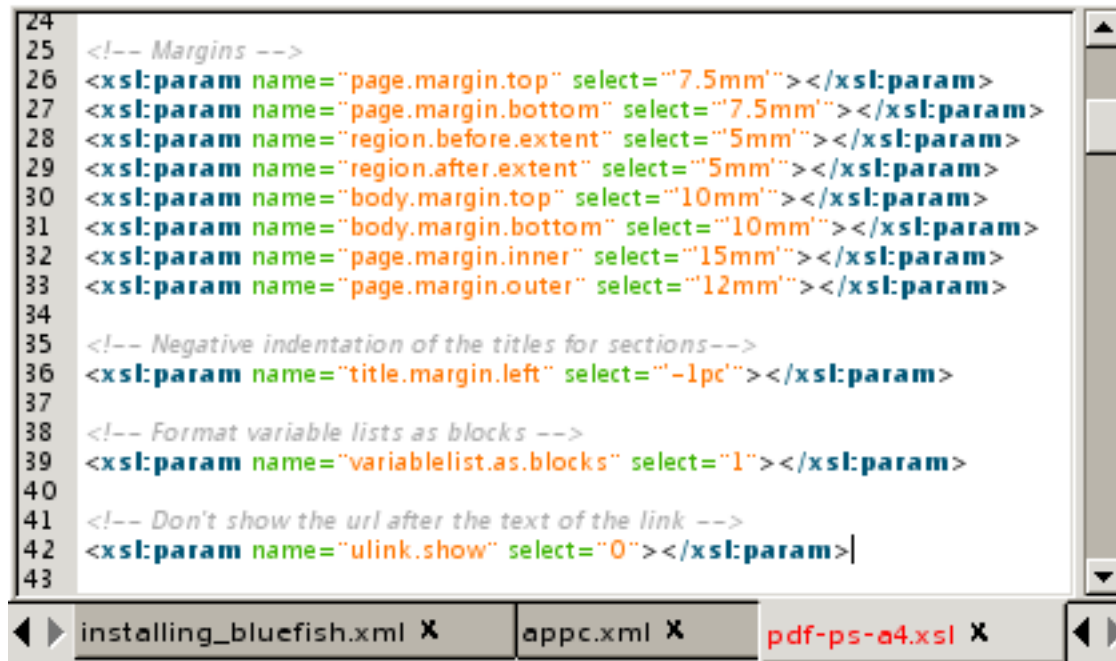 24
25 <!-- Margins -->
26 <xsl:param name="page.margin.top" select="'7.5mm'"></xsl:param>
27 <xsl:param name="page.margin.bottom" select="'7.5mm'"></xsl:param>
28 <xsl:param name="region.before.extent" select="'5mm'"></xsl:param>
29 <xsl:param name="region.after.extent" select="'5mm'"></xsl:param>
30 <xsl:param name="body.margin.top" select="'10mm'"></xsl:param>
31 <xsl:param name="body.margin.bottom" select="'10mm'"></xsl:param>
32 <xsl:param name="page.margin.inner" select="'15mm'"></xsl:param>
33 <xsl:param name="page.margin.outer" select="'12mm'"></xsl:param>
34
35 <!-- Negative indentation of the titles for sections-->
36 <xsl:param name="title.margin.left" select="'-1pc'"></xsl:param>
37
38 <!-- Format variable lists as blocks -->
39 <xsl:param name="variablelist.as.blocks" select="1"></xsl:param>
40
41 <!-- Don't show the url after the text of the link -->
42 <xsl:param name="ulink.show" select="0"></xsl:param>
43
installing_bluefish.xml X appc.xml X pdf-ps-a4.xsl X